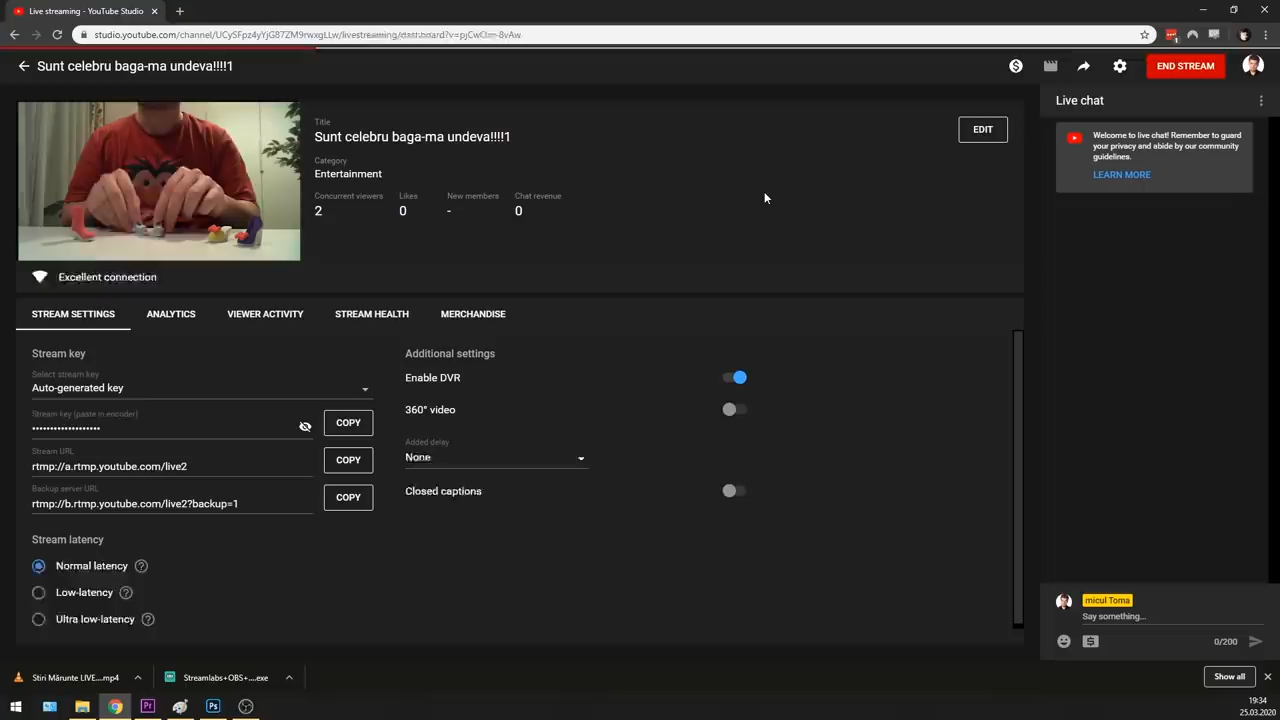 Live streaming - YouTube Studio
studio.youtube.com/channel/UCySFpz4yYjG87ZM9rwxgLLw/livestreaming/dashboard?v=pjCwClm-8vAw
Sunt celebru baga-ma undeva!!!!1
END STREAM
Live chat
Title
Sunt celebru baga-ma undeva!!!!1
EDIT
Category
Entertainment
Concurrent viewers Likes New members Chat revenue
2 0 - 0
Welcome to live chat! Remember to guard
your privacy and abide by our community
guidelines.
LEARN MORE
Excellent connection
STREAM SETTINGS ANALYTICS VIEWER ACTIVITY STREAM HEALTH MERCHANDISE
Stream key
Select stream key
Auto-generated key
Stream key (paste in encoder)
•••••••••••••••••••
COPY
Stream URL
rtmp://a.rtmp.youtube.com/live2
COPY
Backup server URL
rtmp://b.rtmp.youtube.com/live2?backup=1
COPY
Stream latency
Normal latency
Low-latency
Ultra low-latency
Additional settings
Enable DVR
360° video
Added delay
None
Closed captions
micul Toma
Say something...
0/200
Stiri Mărunte LIVE....mp4
Streamlabs+OBS+....exe
Show all
Pr
Ps
19:34
25.03.2020